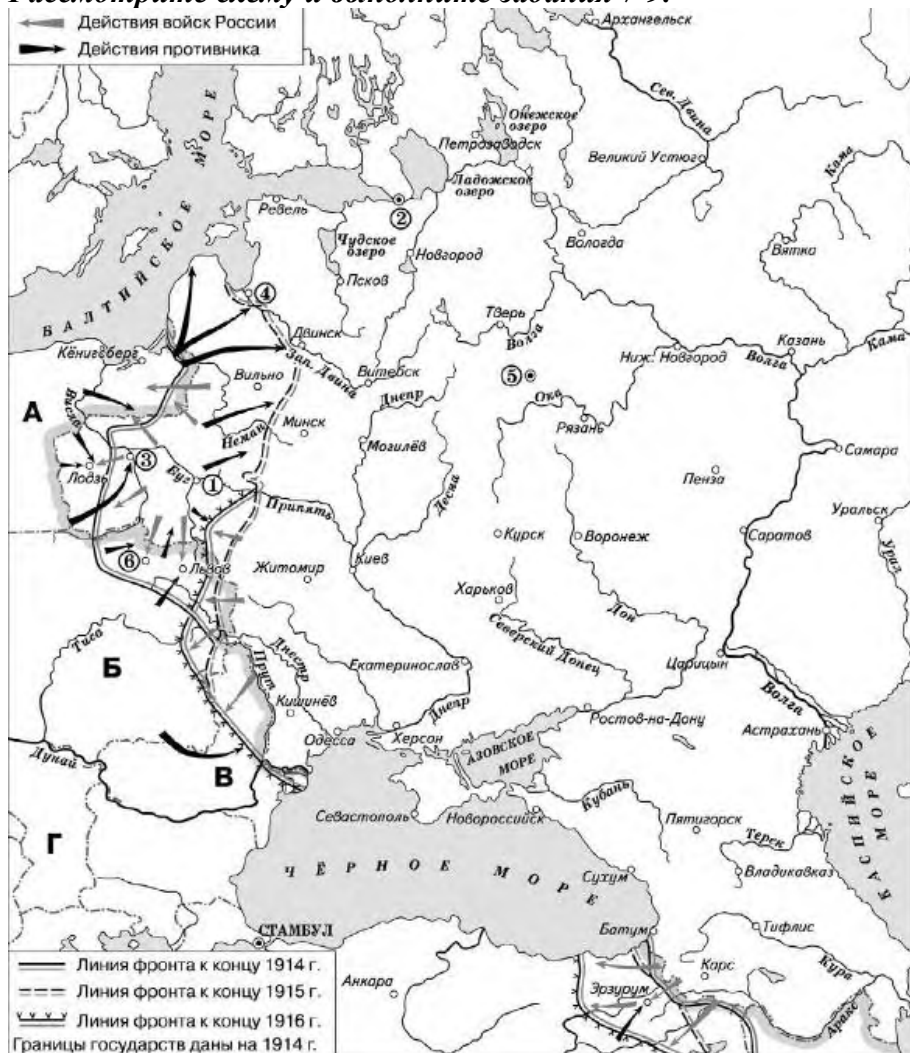 Рассмотрите схему и выполните задания 7-9.
Действия войск России
Действия противника
Архангельск
Сев. Двина
Онежское
озеро
Петрозаводск
Великий Устюг
Кама
Ладожское
озеро
БАЛТИЙСКОЕ МОРЕ
Ревель
②
Чудское
озеро
Новгород
Вологда
Вятка
Псков
④
Тверь
Волга
Двинск
Зап. Двина
Кёнигсберг
Вильно
Витебск
Днепр
⑤
Ниж. Новгород
Волга
Казань
Кама
А
Висла
Неман
Минск
Ока
Рязань
Могилёв
Самара
③
Лодзь
Буг
①
Десна
Пенза
Припять
Уральск
Курск
Воронеж
Саратов
Урал
⑥
Львов
Житомир
Киев
Харьков
Дон
Северский Донец
Тиса
Б
Прут
Днестр
Екатеринослав
Царицын
Волга
Кишинёв
Днепр
Ростов-на-Дону
Астрахань
Одесса
Херсон
АЗОВСКОЕ
МОРЕ
КАСПИЙСКОЕ
МОРЕ
Дунай
В
Кубань
Севастополь
Новороссийск
Пятигорск
Терек
Г
Владикавказ
ЧЁРНОЕ МОРЕ
Сухум
СТАМБУЛ
Батум
Тифлис
Кура
Карс
Анкара
Эрзурум
Аракс
Линия фронта к концу 1914 г.
Линия фронта к концу 1915 г.
Линия фронта к концу 1916 г.
Границы государств даны на 1914 г.